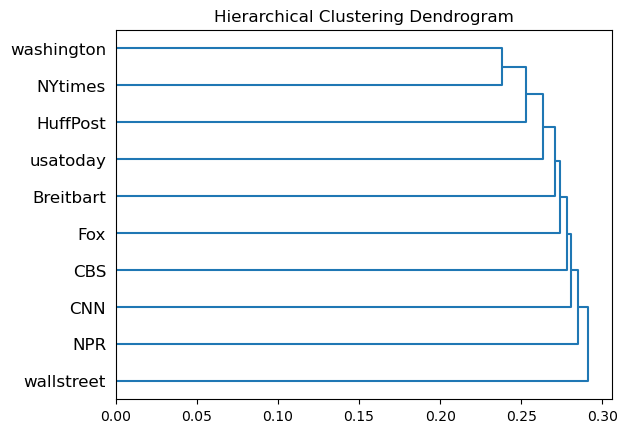 Hierarchical Clustering Dendrogram
washington
NYtimes
HuffPost
usatoday
Breitbart
Fox
CBS
CNN
NPR
wallstreet
0.00 0.05 0.10 0.15 0.20 0.25 0.30